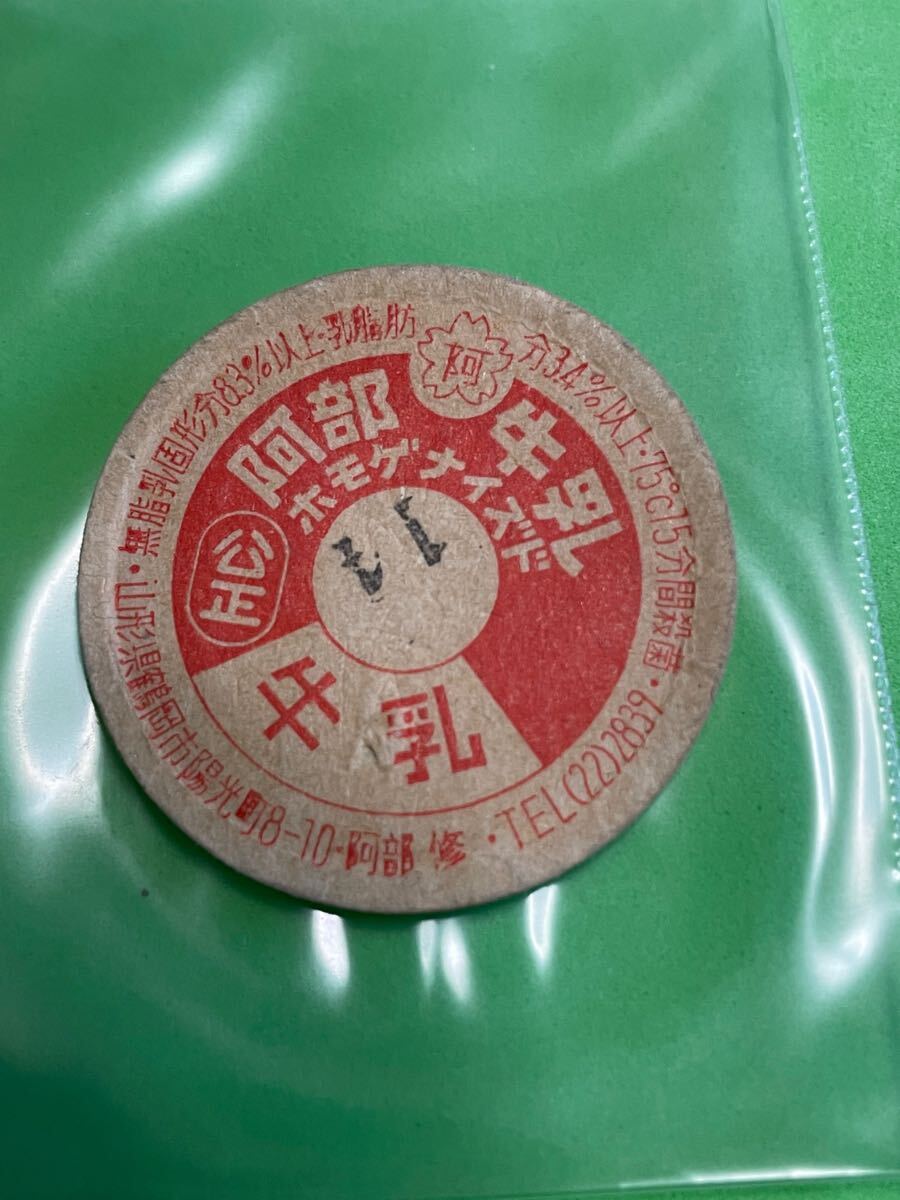 無脂乳固形分8.3%以上・乳脂肪分3.4%以上・75℃15分間殺菌・
山形県鶴岡市陽光町8-10・阿部 修・TEL(22)2839・
阿
阿部牛乳
ホモゲナイズド
公正
牛乳